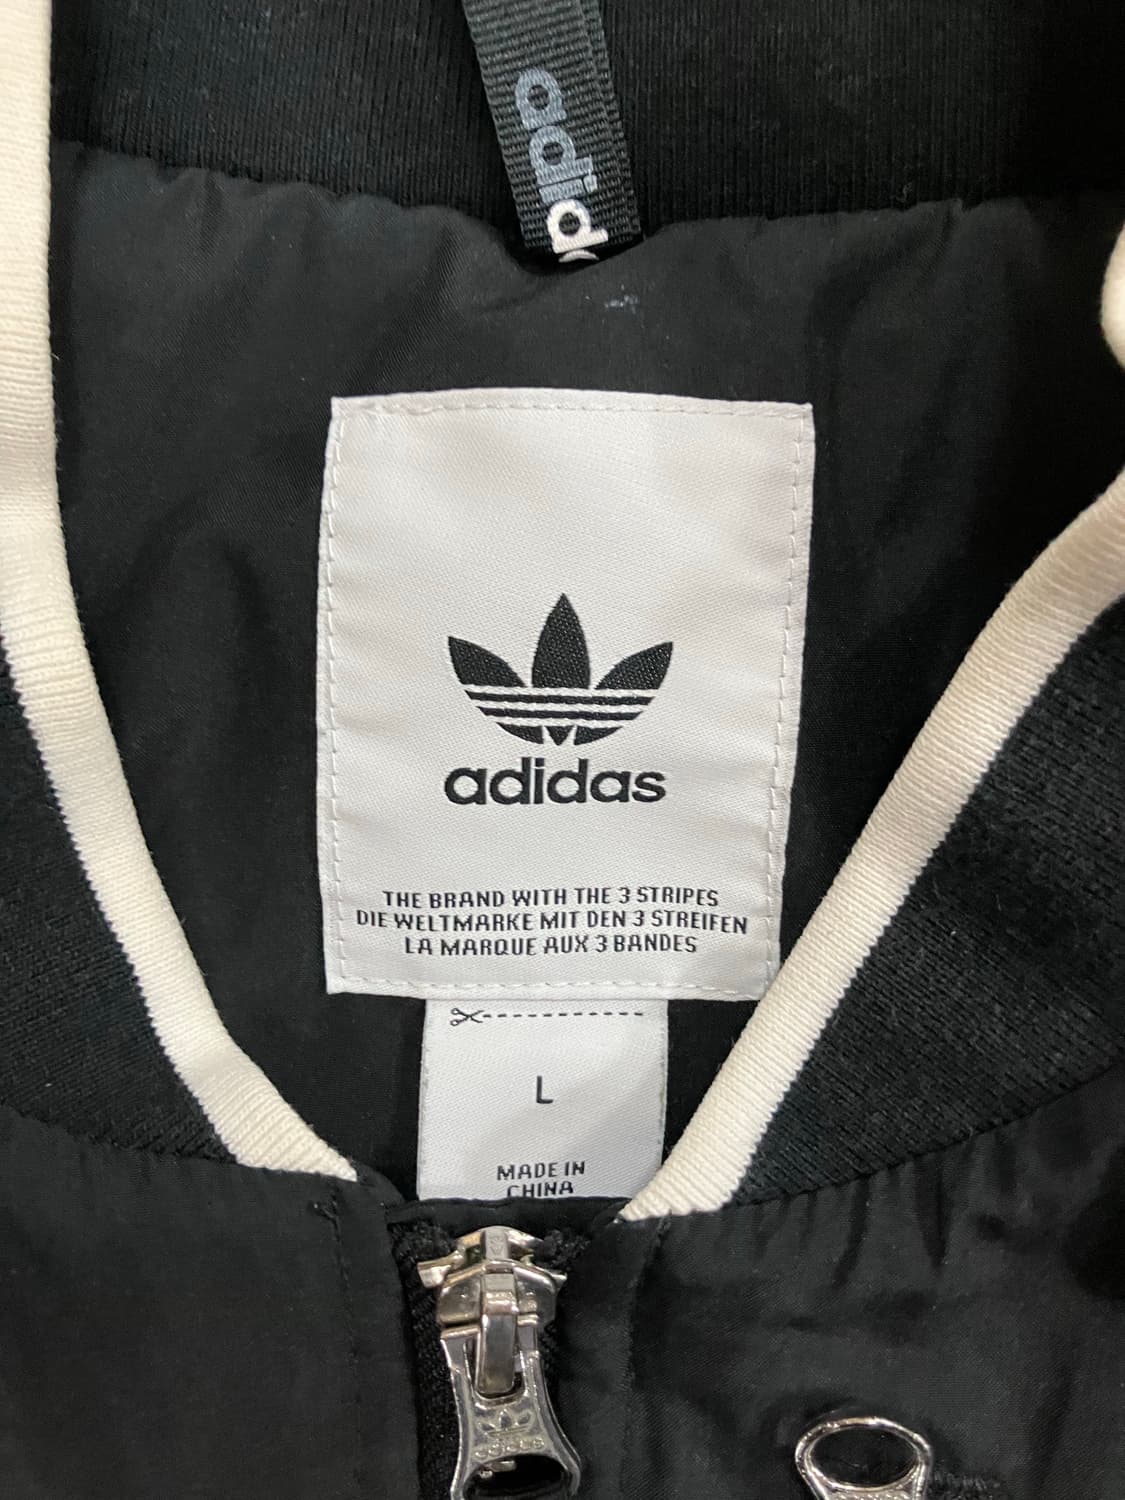 adid
adidas
THE BRAND WITH THE 3 STRIPES
DIE WELTMARKE MIT DEN 3 STREIFEN
LA MARQUE AUX 3 BANDES
L
MADE IN
CHINA
adidas